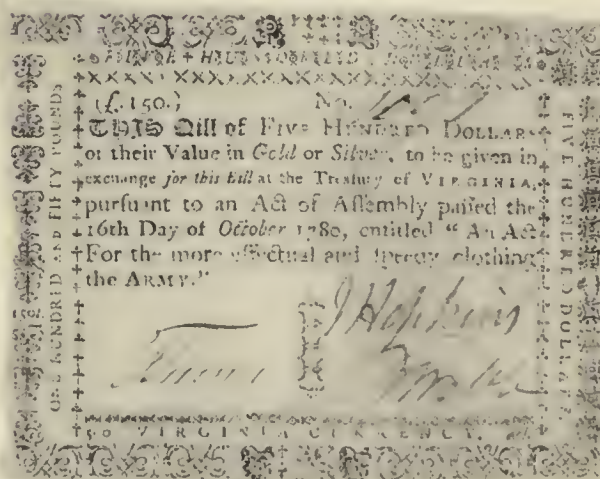 (£. 150.) No.
THIS Bill of FIVE HUNDRED DOLLARS
or their Value in Gold or Silver, to be given in
exchange for this Bill at the Treasury of VIRGINIA,
purſuant to an Act of Aſſembly paſſed the
16th Day of October 1780, entitled “ An Act
For the more effectual and ſpeedy clothing
the ARMY.”
J Hopkins
VIRGINIA CURRENCY.
ONE HUNDRED AND FIFTY POUNDS
FIVE HUNDRED DOLLARS